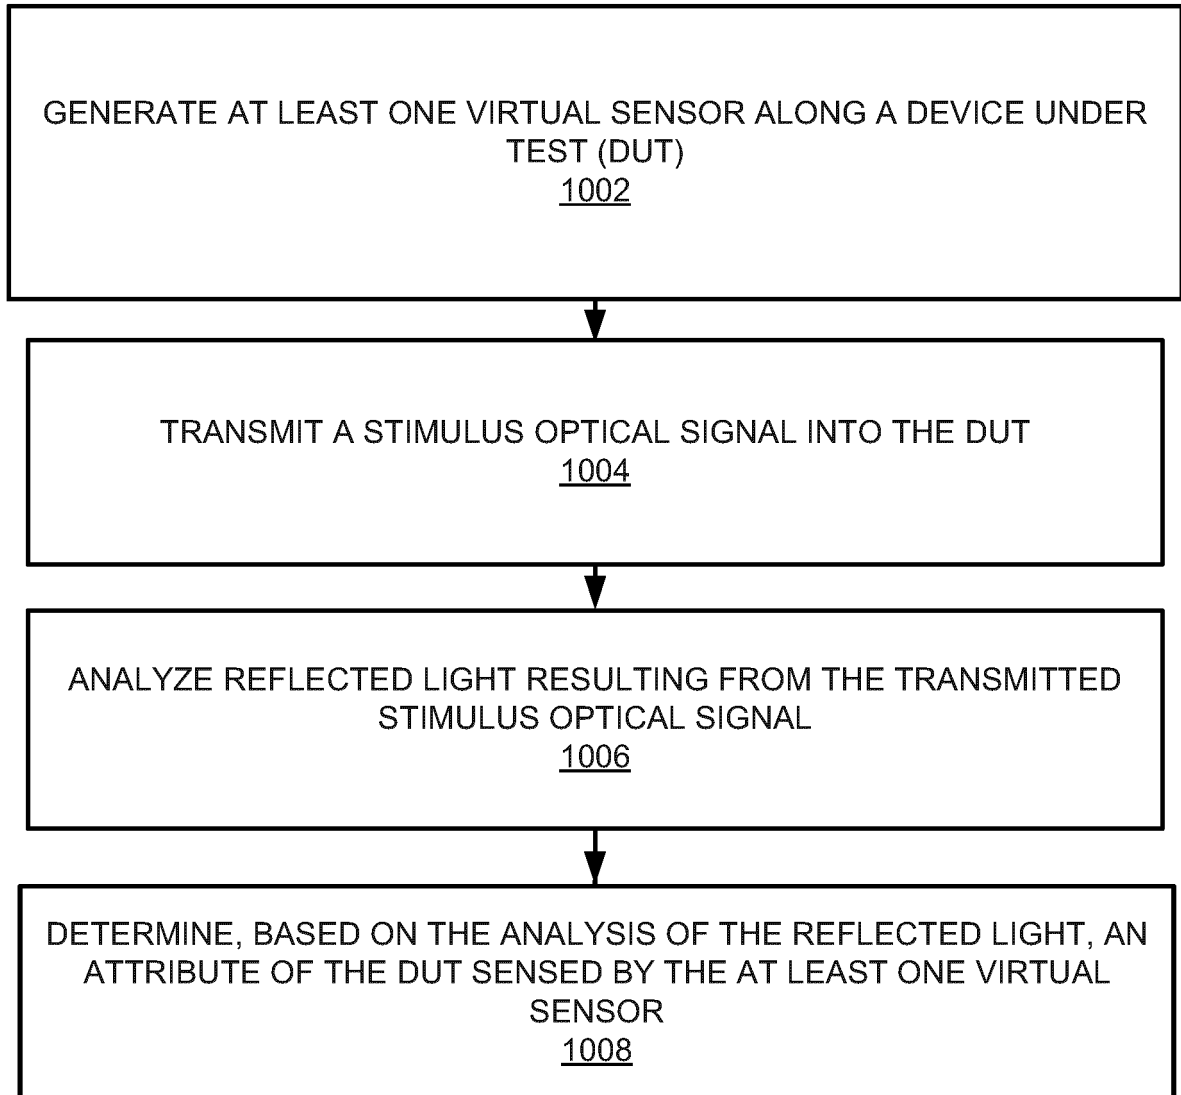 GENERATE AT LEAST ONE VIRTUAL SENSOR ALONG A DEVICE UNDER
TEST (DUT)
1002
TRANSMIT A STIMULUS OPTICAL SIGNAL INTO THE DUT
1004
ANALYZE REFLECTED LIGHT RESULTING FROM THE TRANSMITTED
STIMULUS OPTICAL SIGNAL
1006
DETERMINE, BASED ON THE ANALYSIS OF THE REFLECTED LIGHT, AN
ATTRIBUTE OF THE DUT SENSED BY THE AT LEAST ONE VIRTUAL
SENSOR
1008